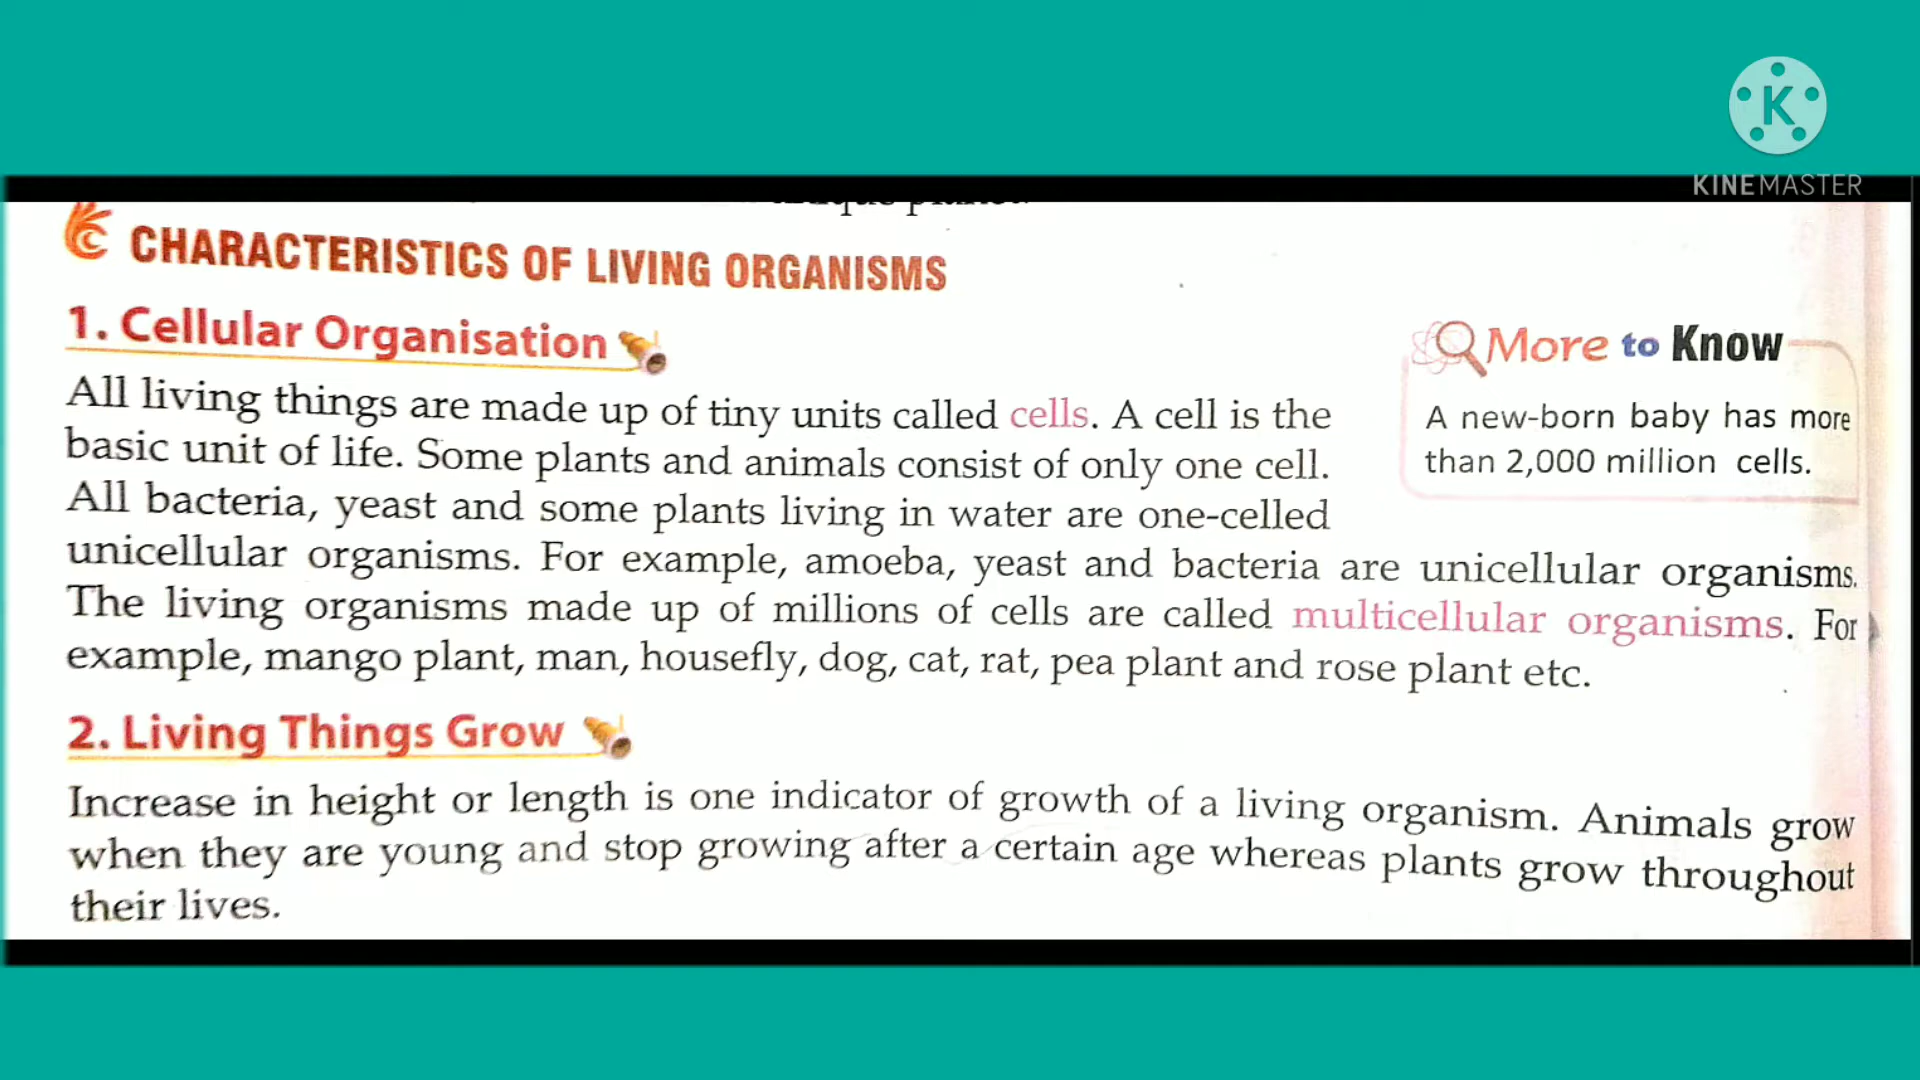 K
KINEMASTER
CHARACTERISTICS OF LIVING ORGANISMS
1. Cellular Organisation
All living things are made up of tiny units called cells. A cell is the
basic unit of life. Some plants and animals consist of only one cell.
All bacteria, yeast and some plants living in water are one-celled
unicellular organisms. For example, amoeba, yeast and bacteria are unicellular organisms.
The living organisms made up of millions of cells are called multicellular organisms. For
example, mango plant, man, housefly, dog, cat, rat, pea plant and rose plant etc.
More to Know
A new-born baby has more
than 2,000 million cells.
2. Living Things Grow
Increase in height or length is one indicator of growth of a living organism. Animals grow
when they are young and stop growing after a certain age whereas plants grow throughout
their lives.